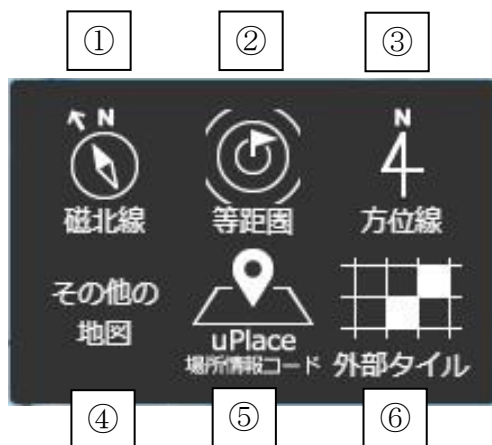 ① ② ③
N N
磁北線 等距圏 方位線
その他の
地図
uPlace
場所情報コード 外部タイル
④ ⑤ ⑥